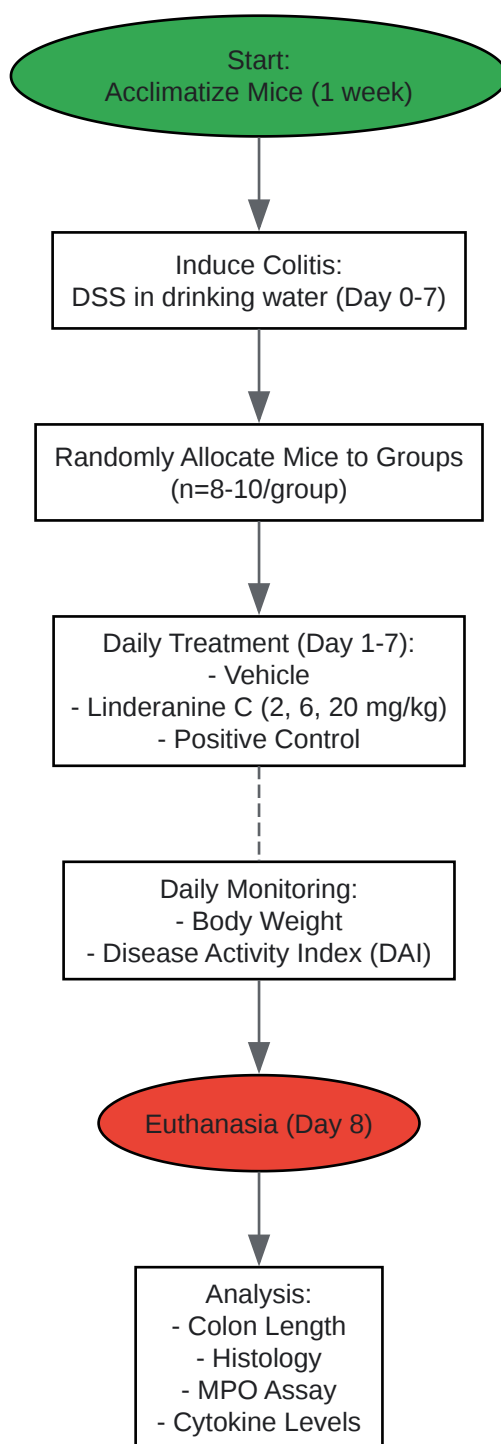 Start:
Acclimatize Mice (1 week)
Induce Colitis:
DSS in drinking water (Day 0-7)
Randomly Allocate Mice to Groups
(n=8-10/group)
Daily Treatment (Day 1-7):
- Vehicle
- Linderanine C (2, 6, 20 mg/kg)
- Positive Control
Daily Monitoring:
- Body Weight
- Disease Activity Index (DAI)
Euthanasia (Day 8)
Analysis:
- Colon Length
- Histology
- MPO Assay
- Cytokine Levels